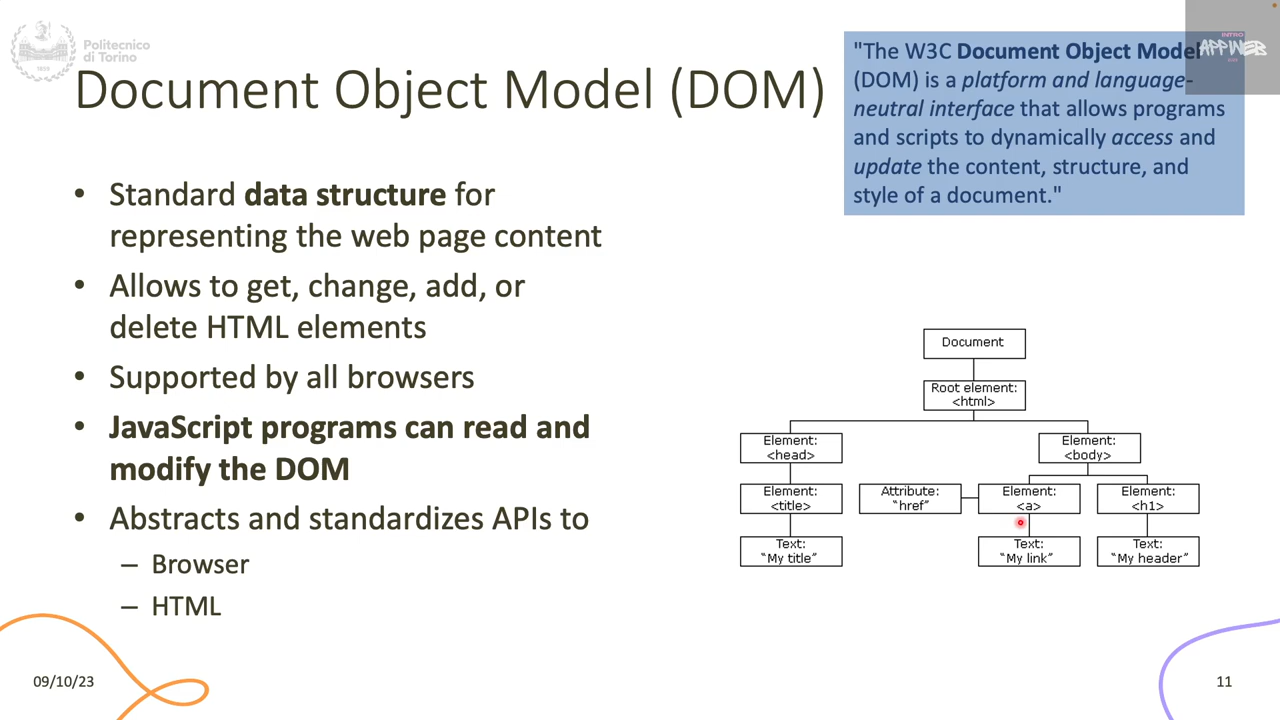 Politecnico
di Torino
1859
Document Object Model (DOM)
"The W3C Document Object Model
(DOM) is a platform and language-
neutral interface that allows programs
and scripts to dynamically access and
update the content, structure, and
style of a document."
INTRO
APPWEB
• Standard data structure for
representing the web page content
• Allows to get, change, add, or
delete HTML elements
• Supported by all browsers
• JavaScript programs can read and
modify the DOM
• Abstracts and standardizes APIs to
– Browser
– HTML
Document
Root element:
<html>
Element:
<head>
Element:
<body>
Element:
<title>
Attribute:
"href"
Element:
<a>
Element:
<h1>
Text:
"My title"
Text:
"My link"
Text:
"My header"
09/10/23
11